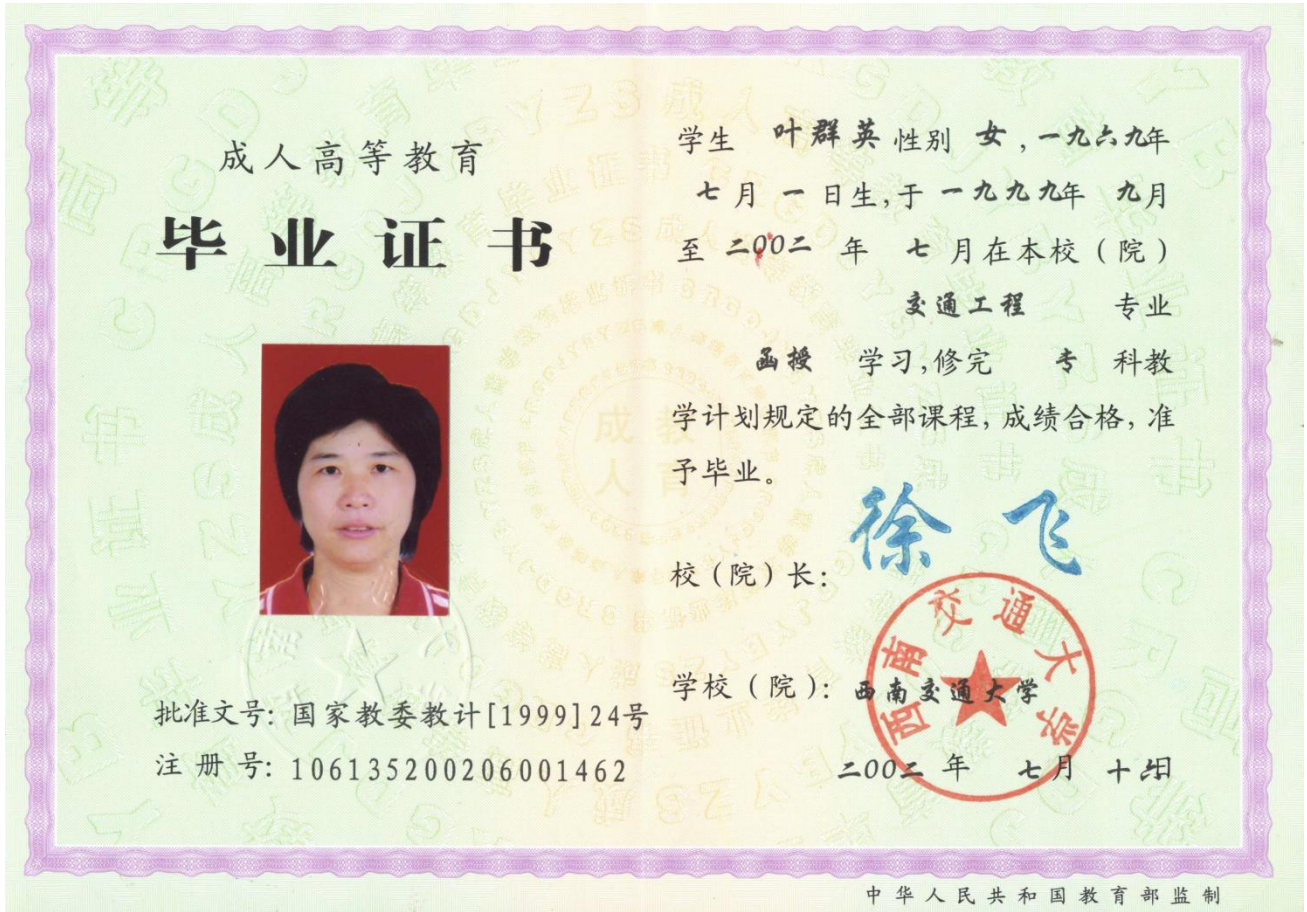 成人高等教育
毕业证书
批准文号: 国家教委教计[1999]24号
注册号: 106135200206001462
学生 叶群英 性别 女, 一九六九年
七月 一 日生, 于 一九九九年 九月
至 二00二 年 七 月在本校 (院)
交通工程 专业
函授 学习, 修完 专 科教
学计划规定的全部课程, 成绩合格, 准
予毕业。
校 (院) 长: 徐飞
学校 (院): 西南交通大学
西南交通大学
二00二 年 七月 十 日
中华人民共和国教育部监制